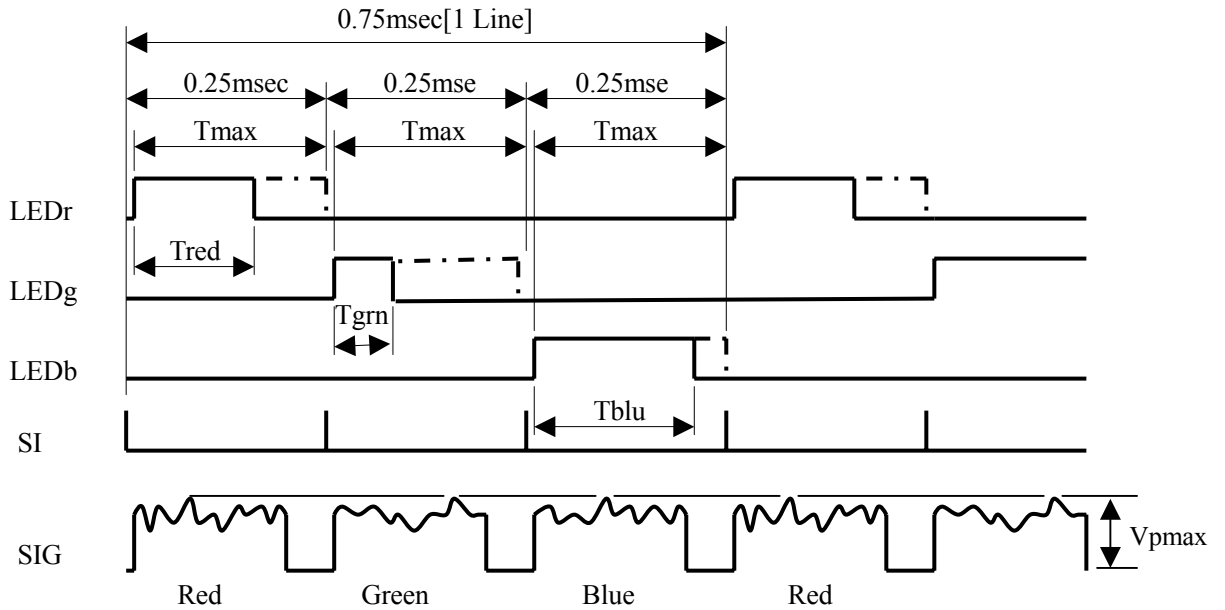 0.75msec[1 Line]
0.25msec 0.25mse 0.25mse
Tmax Tmax Tmax
LEDr
Tred
LEDg
Tgrn
LEDb
Tblu
SI
SIG
Vpmax
Red Green Blue Red